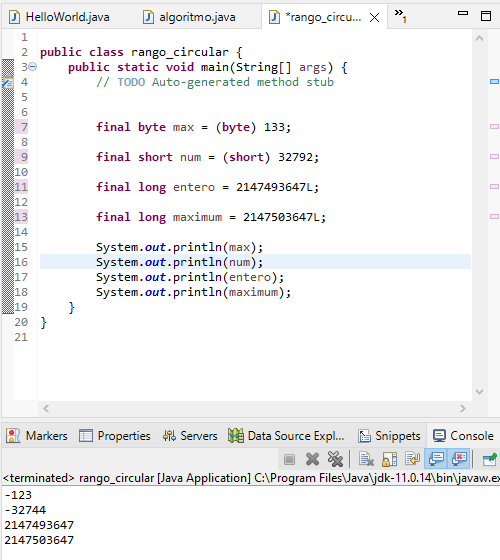 HelloWorld.java algoritmo.java *rango_circu... 1
1
2 public class rango_circular {
3 public static void main(String[] args) {
4 // TODO Auto-generated method stub
5
6
7 final byte max = (byte) 133;
8
9 final short num = (short) 32792;
10
11 final long entero = 2147493647L;
12
13 final long maximum = 2147503647L;
14
15 System.out.println(max);
16 System.out.println(num);
17 System.out.println(entero);
18 System.out.println(maximum);
19 }
20 }
21
Markers Properties Servers Data Source Expl... Snippets Console
<terminated> rango_circular [Java Application] C:\Program Files\Java\jdk-11.0.14\bin\javaw.ex
-123
-32744
2147493647
2147503647